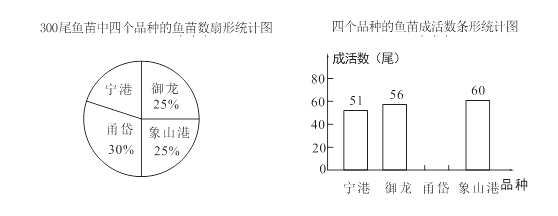 300尾鱼苗中四个品种的鱼苗数扇形统计图
宁港
御龙
25%
甬岱
30%
象山港
25%
四个品种的鱼苗成活数条形统计图
成活数（尾）
80
60
40
20
0
51
56
60
宁港 御龙 甬岱 象山港 品种